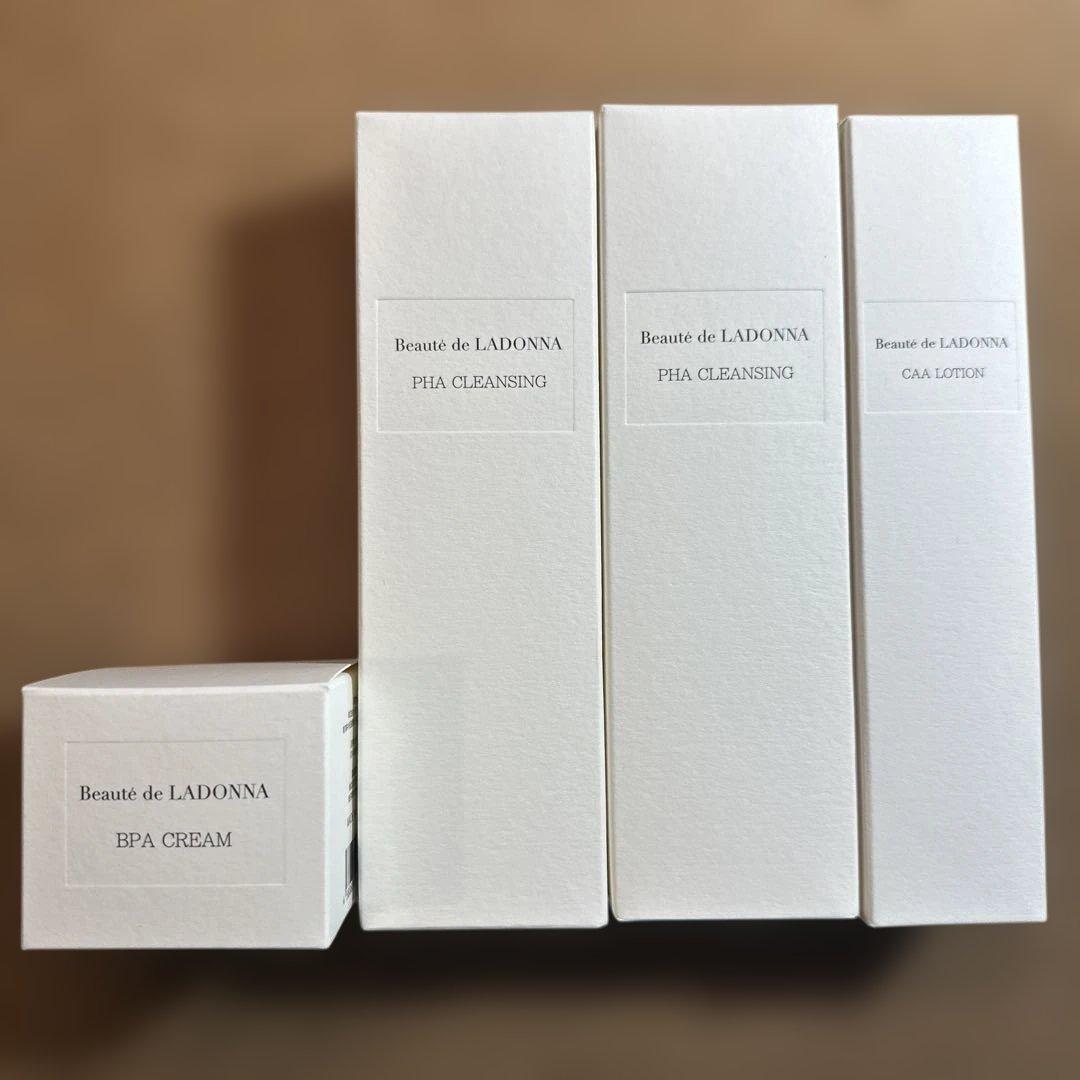 Beauté de LADONNA
PHA CLEANSING
Beauté de LADONNA
PHA CLEANSING
Beauté de LADONNA
CAA LOTION
Beauté de LADONNA
BPA CREAM